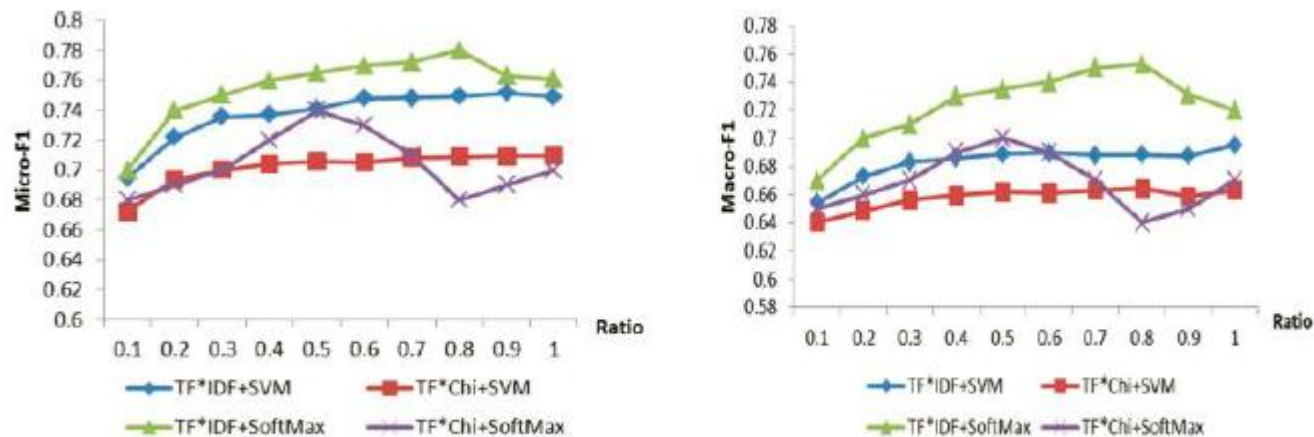 0.8
0.78
0.76
0.74
0.72
0.7
0.68
0.66
0.64
0.62
0.6
Micro-F1
0.1 0.2 0.3 0.4 0.5 0.6 0.7 0.8 0.9 1
Ratio
TF*IDF+SVM TF*Chi+SVM
TF*IDF+SoftMax TF*Chi+SoftMax
0.78
0.76
0.74
0.72
0.7
0.68
0.66
0.64
0.62
0.6
0.58
Macro-F1
0.1 0.2 0.3 0.4 0.5 0.6 0.7 0.8 0.9 1
Ratio
TF*IDF+SVM TF*Chi+SVM
TF*IDF+SoftMax TF*Chi+SoftMax